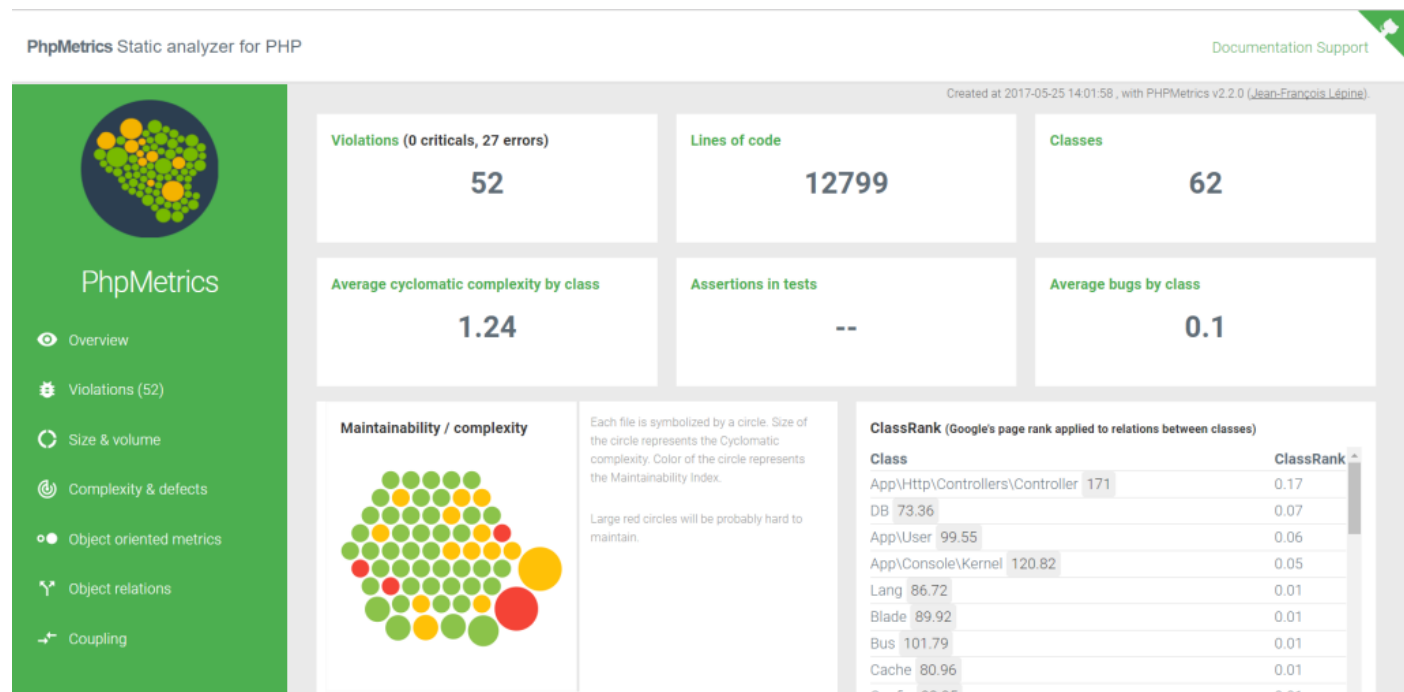 PhpMetrics Static analyzer for PHP
Documentation Support
Created at 2017-05-25 14:01:58 , with PHPMetrics v2.2.0 (Jean-François Lépine).
PhpMetrics
Overview
Violations (52)
Size & volume
Complexity & defects
Object oriented metrics
Object relations
Coupling
Violations (0 criticals, 27 errors)
52
Lines of code
12799
Classes
62
Average cyclomatic complexity by class
1.24
Assertions in tests
--
Average bugs by class
0.1
Maintainability / complexity
Each file is symbolized by a circle. Size of
the circle represents the Cyclomatic
complexity. Color of the circle represents
the Maintainability Index.
Large red circles will be probably hard to
maintain.
ClassRank (Google's page rank applied to relations between classes)
Class ClassRank
App\Http\Controllers\Controller 171 0.17
DB 73.36 0.07
App\User 99.55 0.06
App\Console\Kernel 120.82 0.05
Lang 86.72 0.01
Blade 89.92 0.01
Bus 101.79 0.01
Cache 80.96 0.01